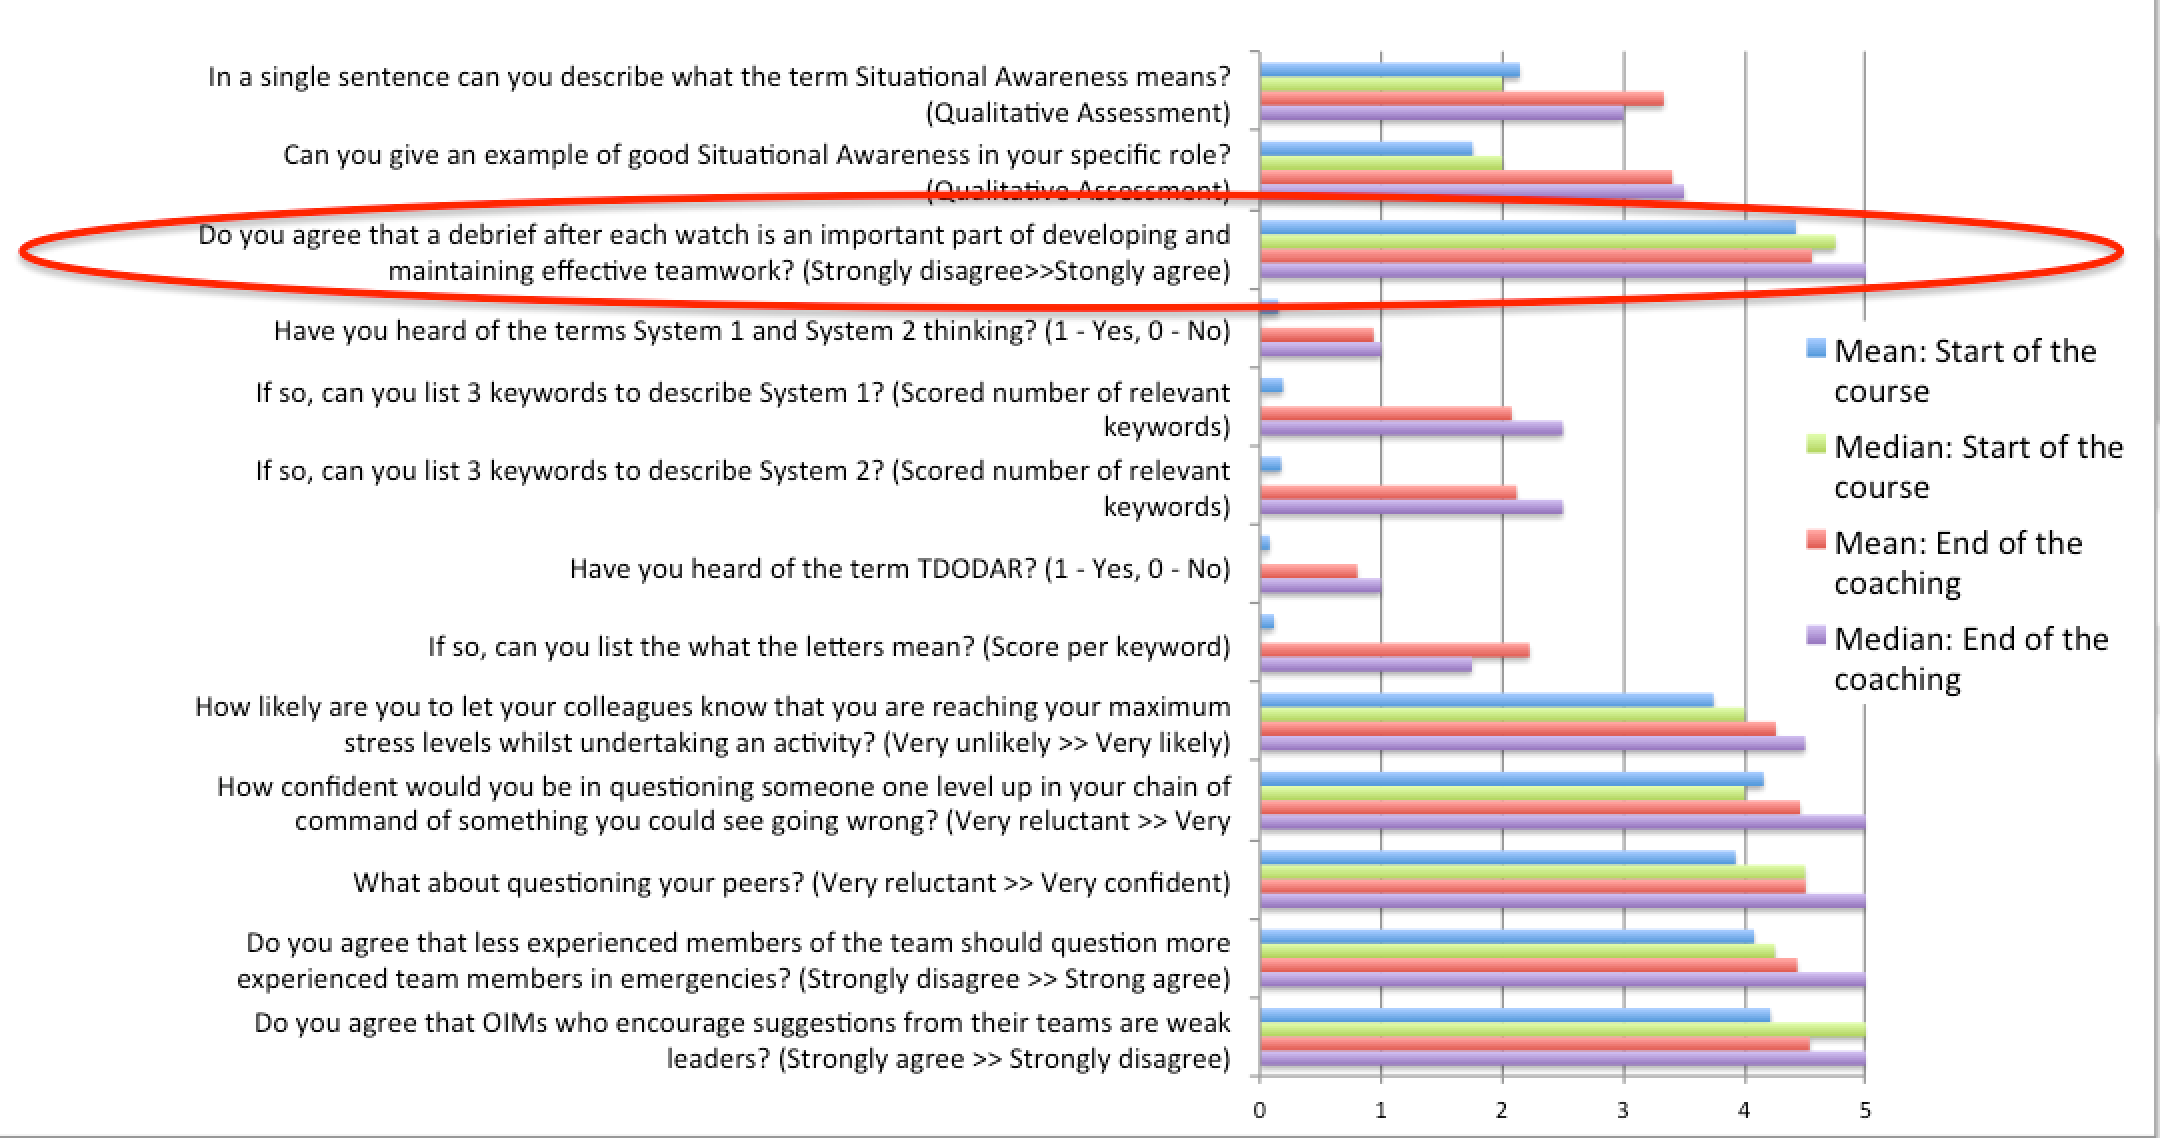 In a single sentence can you describe what the term Situational Awareness means?
(Qualitative Assessment)
Can you give an example of good Situational Awareness in your specific role?
(Qualitative Assessment)
Do you agree that a debrief after each watch is an important part of developing and
maintaining effective teamwork? (Strongly disagree>>Stongly agree)
Have you heard of the terms System 1 and System 2 thinking? (1 - Yes, 0 - No)
If so, can you list 3 keywords to describe System 1? (Scored number of relevant
keywords)
If so, can you list 3 keywords to describe System 2? (Scored number of relevant
keywords)
Have you heard of the term TDODAR? (1 - Yes, 0 - No)
If so, can you list the what the letters mean? (Score per keyword)
How likely are you to let your colleagues know that you are reaching your maximum
stress levels whilst undertaking an activity? (Very unlikely >> Very likely)
How confident would you be in questioning someone one level up in your chain of
command of something you could see going wrong? (Very reluctant >> Very
What about questioning your peers? (Very reluctant >> Very confident)
Do you agree that less experienced members of the team should question more
experienced team members in emergencies? (Strongly disagree >> Strong agree)
Do you agree that OIMs who encourage suggestions from their teams are weak
leaders? (Strongly agree >> Strongly disagree)
0 1 2 3 4 5
Mean: Start of the
course
Median: Start of the
course
Mean: End of the
coaching
Median: End of the
coaching